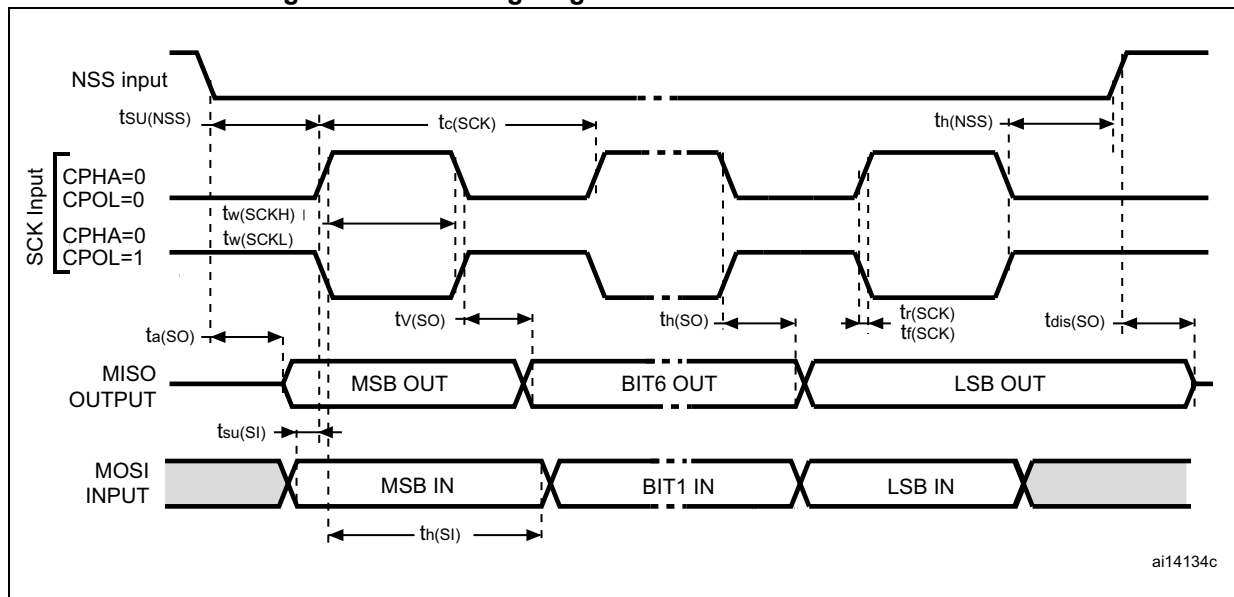 NSS input
tSU(NSS)
tc(SCK)
th(NSS)
SCK Input
CPHA=0
CPOL=0
tw(SCKH)
CPHA=0
tw(SCKL)
CPOL=1
ta(SO)
tV(SO)
th(SO)
tr(SCK)
tf(SCK)
tdis(SO)
MISO
OUTPUT
MSB OUT
BIT6 OUT
LSB OUT
tsu(SI)
MOSI
INPUT
MSB IN
BIT1 IN
LSB IN
th(SI)
ai14134c